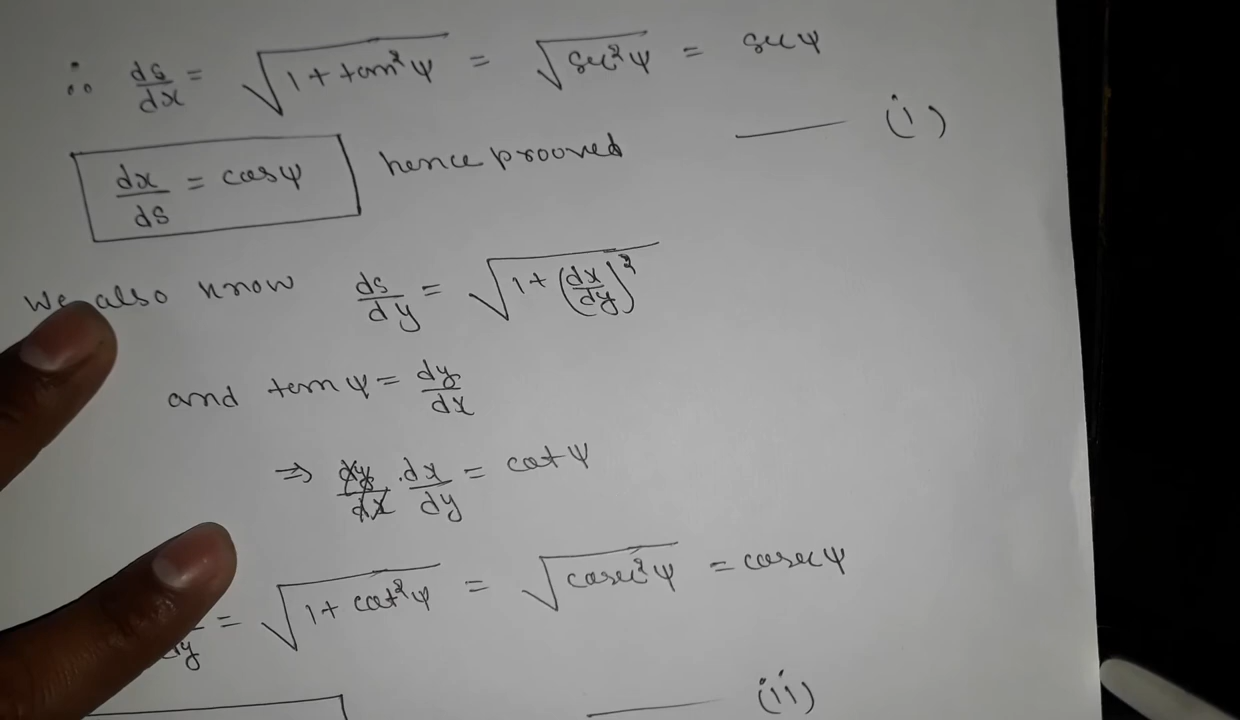 ∴ ds/dx = √(1 + tan²ψ) = √(sec²ψ) = secψ
dx/ds = cosψ hence prooved —— (i)
We also know ds/dy = √(1 + (dx/dy)²)
and tanψ = dy/dx
⇒ dx/dy = cotψ
dy = √(1 + cot²ψ) = √(cosec²ψ) = cosecψ
—— (ii)